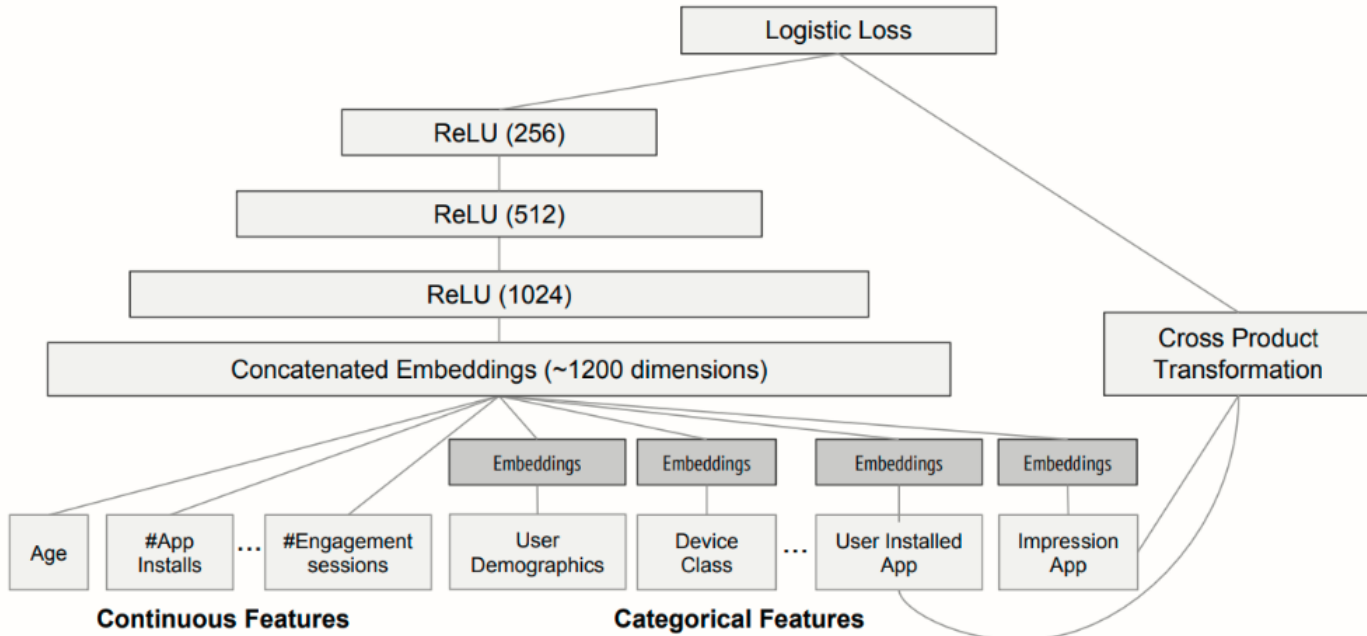 Logistic Loss
ReLU (256)
ReLU (512)
ReLU (1024)
Concatenated Embeddings (~1200 dimensions)
Cross Product
Transformation
Embeddings
Embeddings
Embeddings
Embeddings
Age
#App
Installs
...
#Engagement
sessions
User
Demographics
Device
Class
...
User Installed
App
Impression
App
Continuous Features
Categorical Features